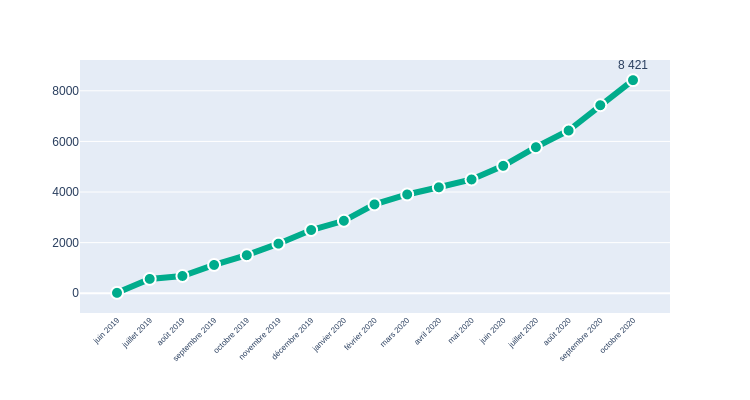 8 421
8000
6000
4000
2000
0
juin 2019
juillet 2019
août 2019
septembre 2019
octobre 2019
novembre 2019
décembre 2019
janvier 2020
février 2020
mars 2020
avril 2020
mai 2020
juin 2020
juillet 2020
août 2020
septembre 2020
octobre 2020